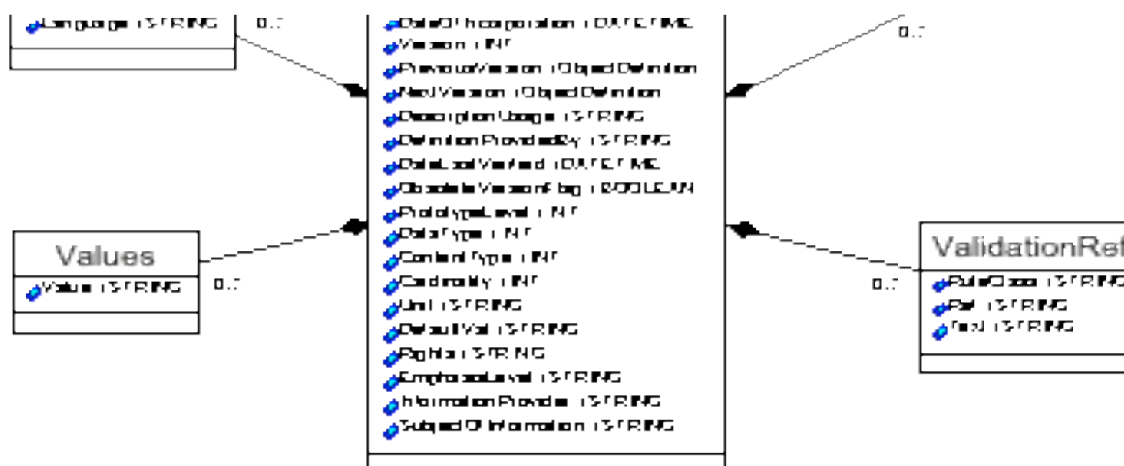 Language : STRING
0..*
DateOfIncorporation : DATETIME
Version : INT
PreviousVersion : ObjectDefinition
NextVersion : ObjectDefinition
DescriptionUsage : STRING
DefinitionProvidedBy : STRING
DateLastVerified : DATETIME
ObsoleteVersionFlag : BOOLEAN
PrototypeLevel : INT
DataType : INT
ContentType : INT
Cardinality : INT
Unit : STRING
DefaultVal : STRING
Rights : STRING
EmphasisLevel : STRING
InformationProvider : STRING
SubjectOfInformation : STRING
0..*
Values
Value : STRING
0..*
ValidationRef
RuleClass : STRING
Ref : STRING
Text : STRING
0..*